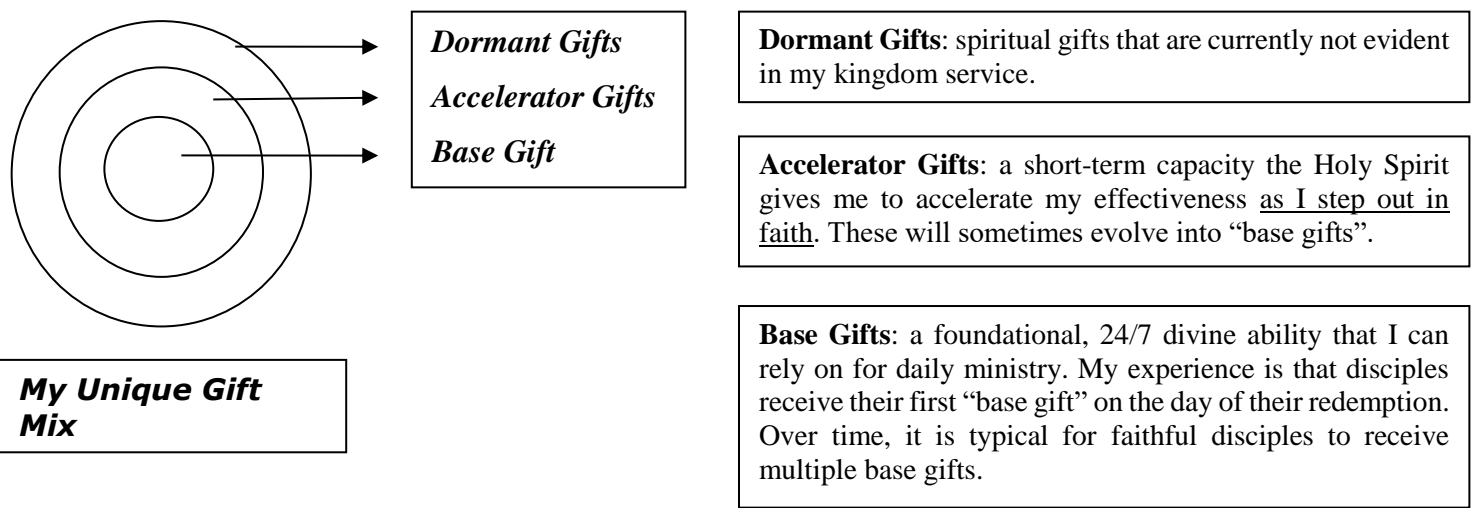 Dormant Gifts
Accelerator Gifts
Base Gift
My Unique Gift
Mix
Dormant Gifts: spiritual gifts that are currently not evident
in my kingdom service.
Accelerator Gifts: a short-term capacity the Holy Spirit
gives me to accelerate my effectiveness as I step out in
faith. These will sometimes evolve into “base gifts”.
Base Gifts: a foundational, 24/7 divine ability that I can
rely on for daily ministry. My experience is that disciples
receive their first “base gift” on the day of their redemption.
Over time, it is typical for faithful disciples to receive
multiple base gifts.